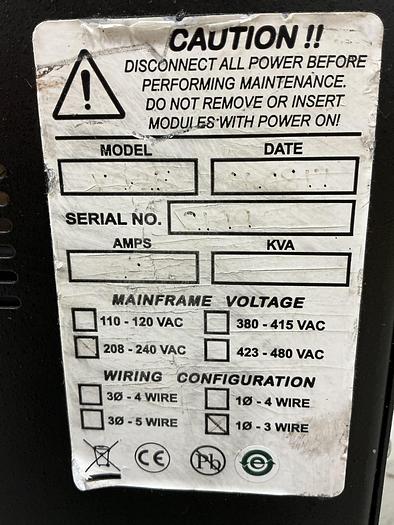 CAUTION !!
DISCONNECT ALL POWER BEFORE
PERFORMING MAINTENANCE.
DO NOT REMOVE OR INSERT
MODULES WITH POWER ON!
MODEL DATE
SERIAL NO.
AMPS KVA
MAINFRAME VOLTAGE
110 - 120 VAC 380 - 415 VAC
208 - 240 VAC 423 - 480 VAC
WIRING CONFIGURATION
3Ø - 4 WIRE 1Ø - 4 WIRE
3Ø - 5 WIRE 1Ø - 3 WIRE
CE Pb e